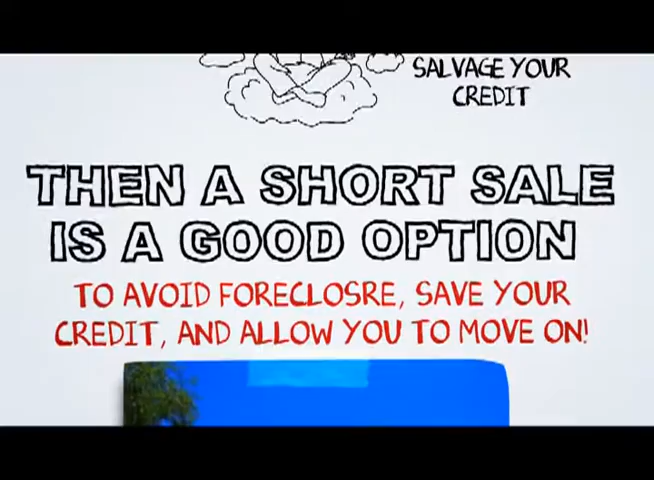 SALVAGE YOUR
CREDIT
THEN A SHORT SALE
IS A GOOD OPTION
TO AVOID FORECLOSRE, SAVE YOUR
CREDIT, AND ALLOW YOU TO MOVE ON!